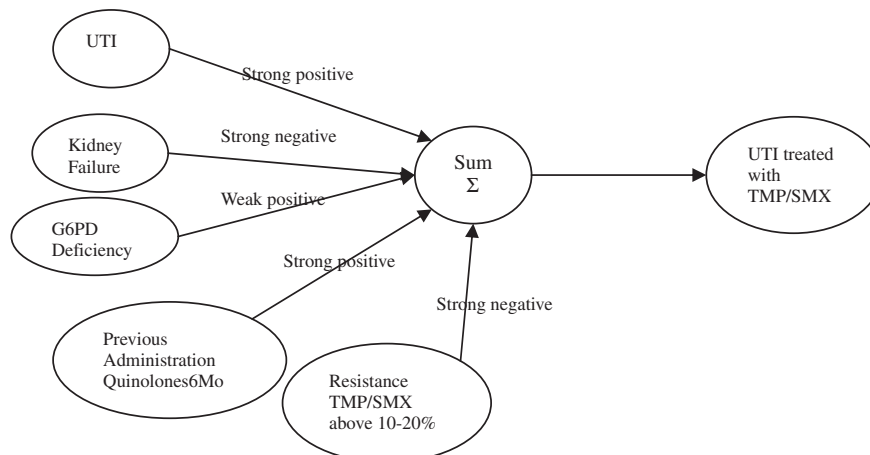 UTI
Strong positive
Kidney
Failure
Strong negative
G6PD
Deficiency
Weak positive
Sum
Σ
UTI treated
with
TMP/SMX
Previous
Administration
Quinolones6Mo
Strong positive
Resistance
TMP/SMX
above 10-20%
Strong negative